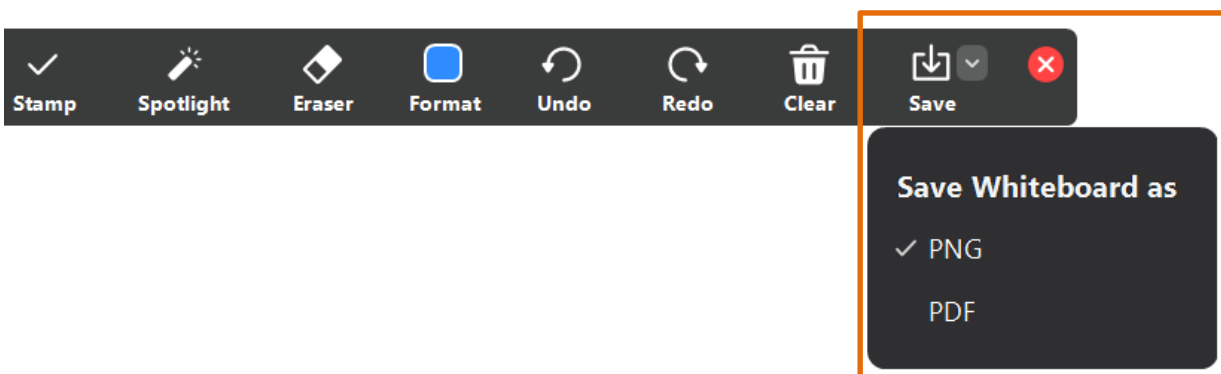 Stamp Spotlight Eraser Format Undo Redo Clear Save
Save Whiteboard as
PNG
PDF